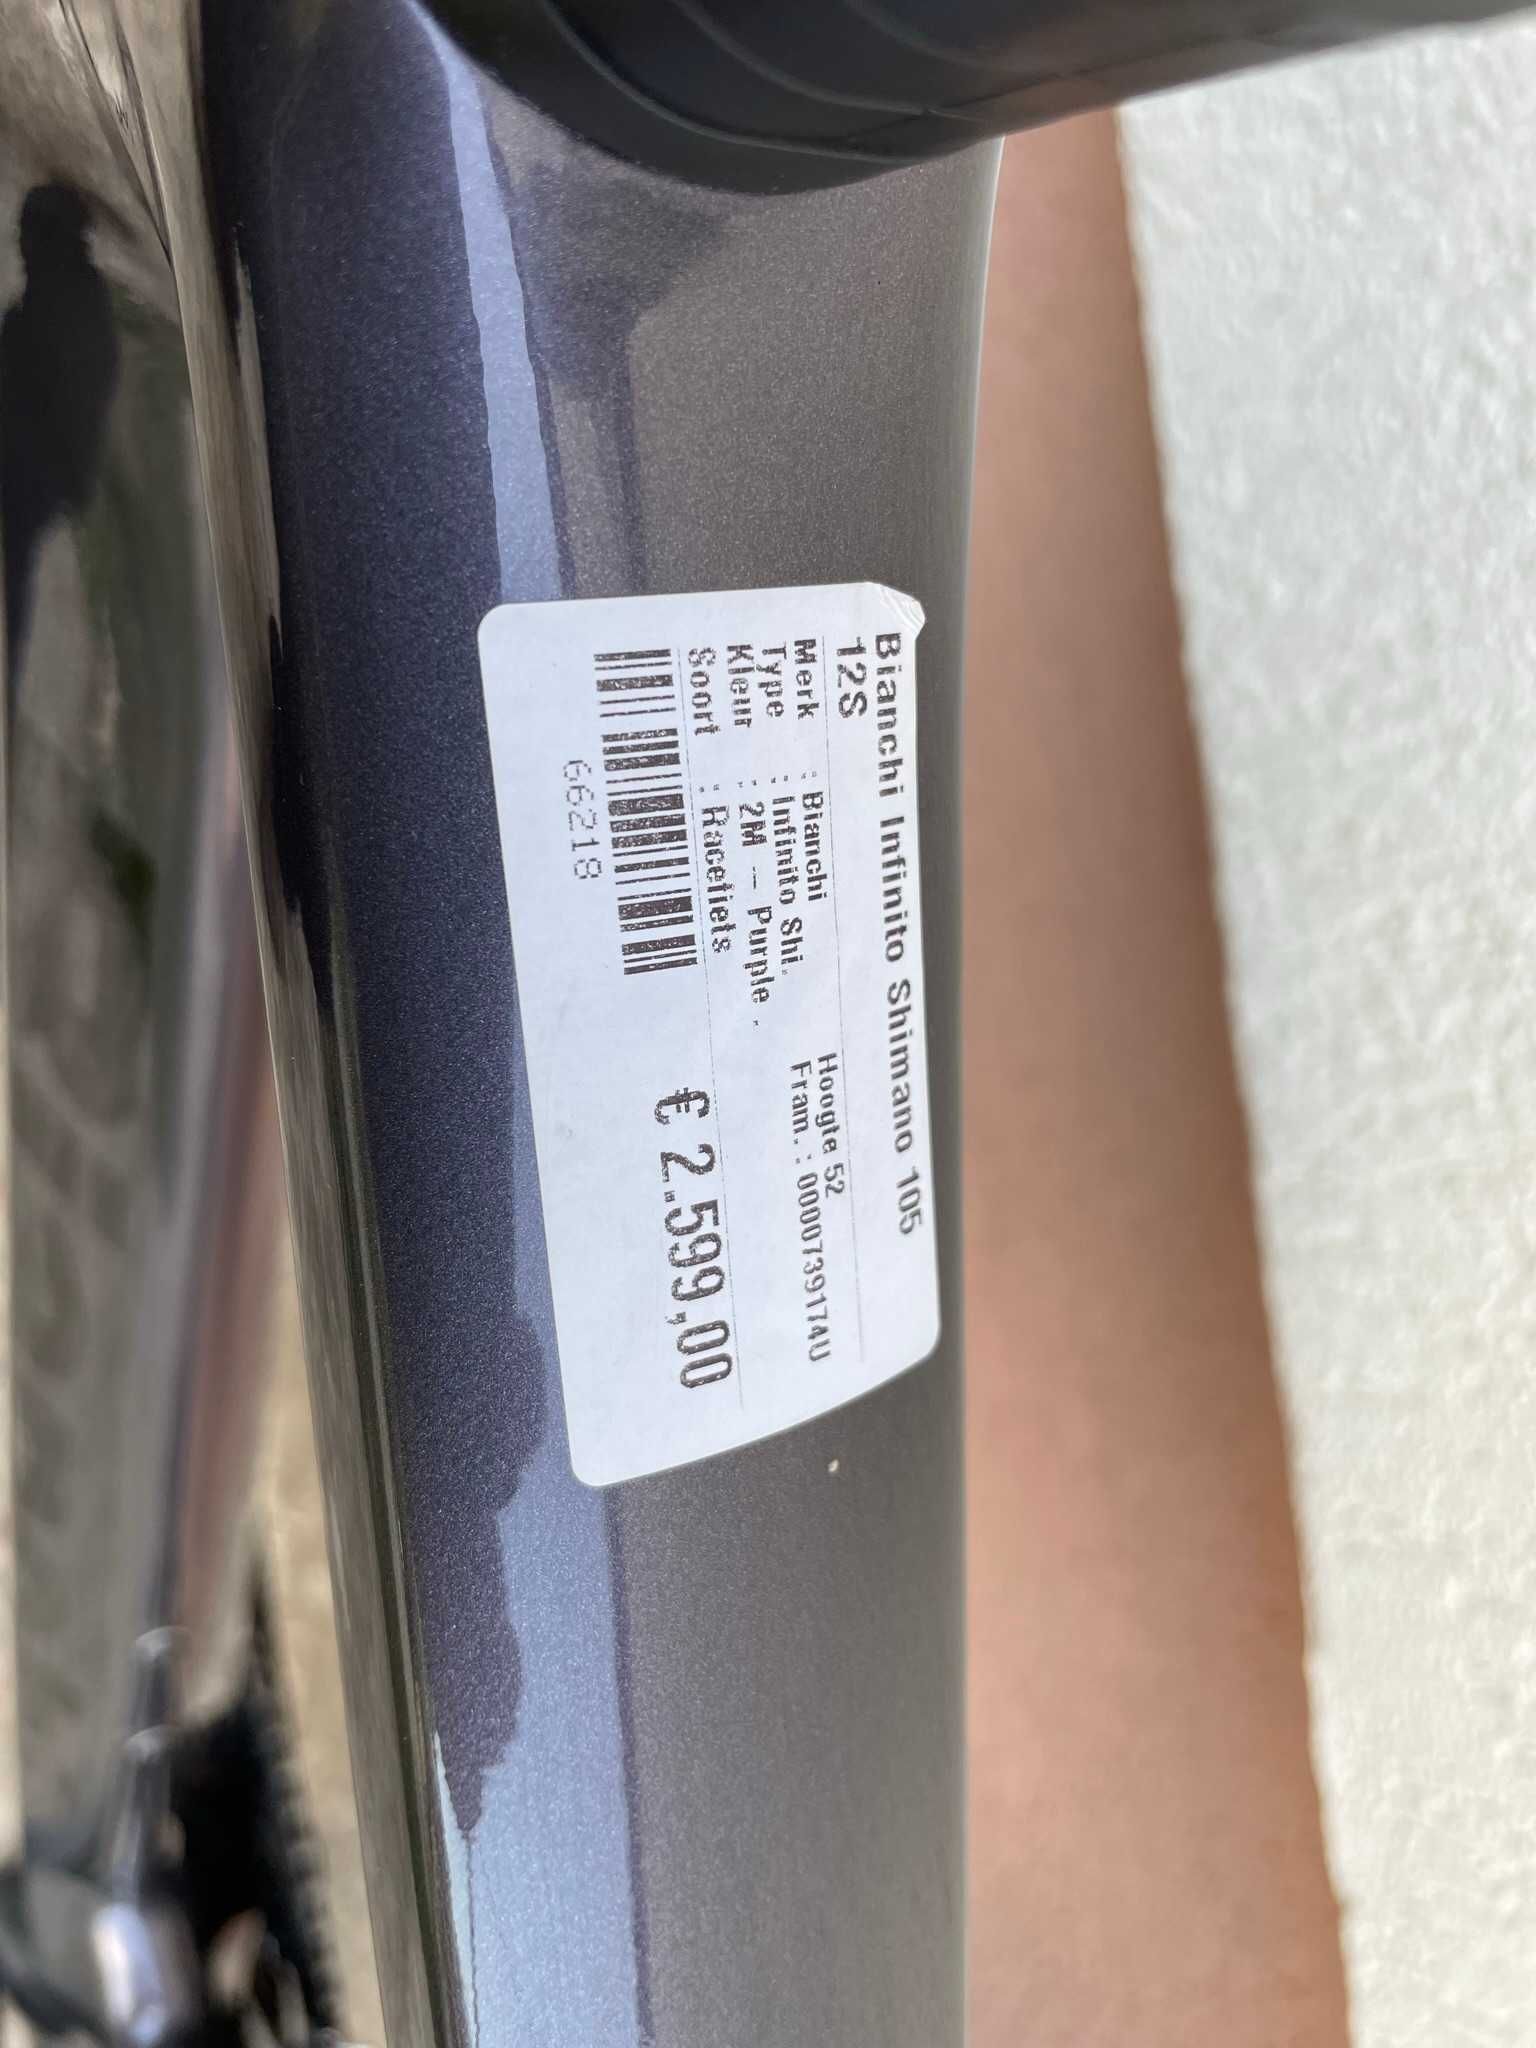 Bianchi Infinito Shimano 105
12S
Merk : Bianchi Hoogte 52
Type : Infinito Shi. Fram.: 0000739174U
Kleur : 2M -- Purple .
Soort : Racefiets
66218 € 2.599,00